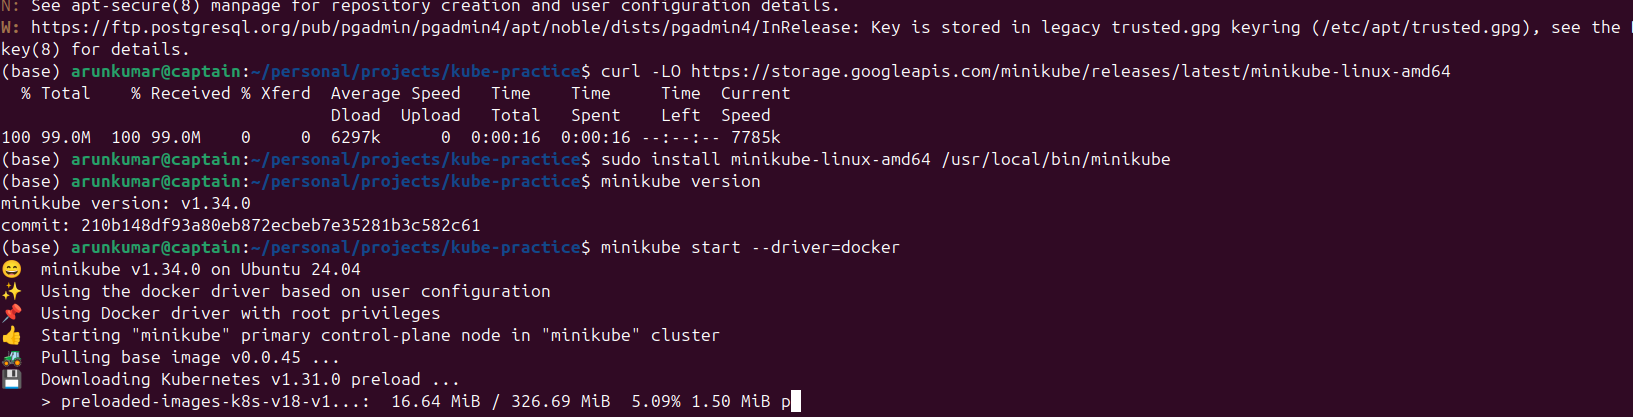 N: See apt-secure(8) manpage for repository creation and user configuration details.
W: https://ftp.postgresql.org/pub/pgadmin/pgadmin4/apt/noble/dists/pgadmin4/InRelease: Key is stored in legacy trusted.gpg keyring (/etc/apt/trusted.gpg), see the
key(8) for details.
(base) arunkumar@captain:~/personal/projects/kube-practice$ curl -LO https://storage.googleapis.com/minikube/releases/latest/minikube-linux-amd64
% Total % Received % Xferd Average Speed Time Time Time Current
Dload Upload Total Spent Left Speed
100 99.0M 100 99.0M 0 0 6297k 0 0:00:16 0:00:16 --:--:-- 7785k
(base) arunkumar@captain:~/personal/projects/kube-practice$ sudo install minikube-linux-amd64 /usr/local/bin/minikube
(base) arunkumar@captain:~/personal/projects/kube-practice$ minikube version
minikube version: v1.34.0
commit: 210b148df93a80eb872ecbeb7e35281b3c582c61
(base) arunkumar@captain:~/personal/projects/kube-practice$ minikube start --driver=docker
😄 minikube v1.34.0 on Ubuntu 24.04
✨ Using the docker driver based on user configuration
📌 Using Docker driver with root privileges
👍 Starting "minikube" primary control-plane node in "minikube" cluster
🚜 Pulling base image v0.0.45 ...
💾 Downloading Kubernetes v1.31.0 preload ...
> preloaded-images-k8s-v18-v1...: 16.64 MiB / 326.69 MiB 5.09% 1.50 MiB p